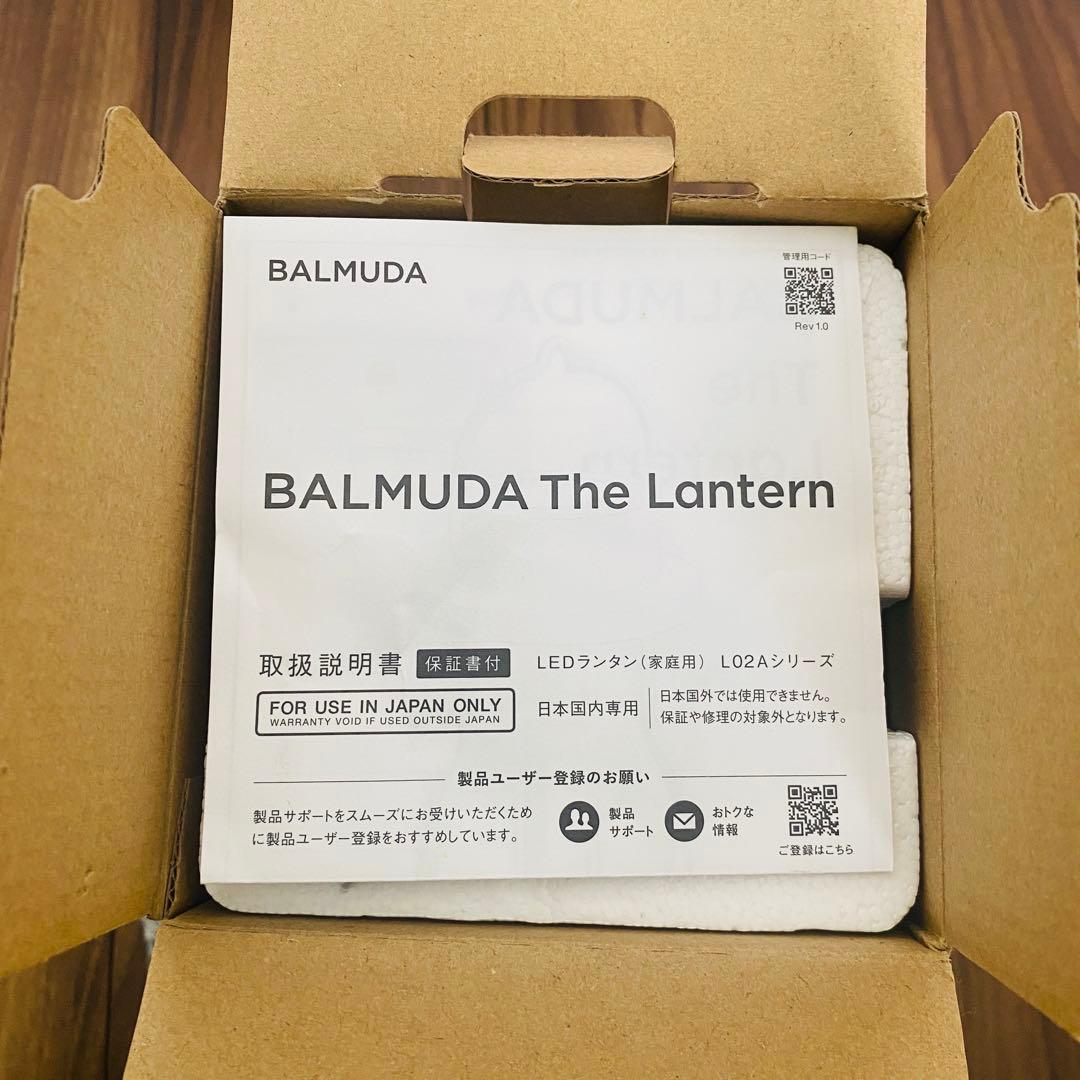 BALMUDA
管理用コード
Rev 1.0
BALMUDA
The
Lantern
BALMUDA The Lantern
取扱説明書 保証書付 LEDランタン(家庭用) L02Aシリーズ
FOR USE IN JAPAN ONLY
WARRANTY VOID IF USED OUTSIDE JAPAN
日本国内専用
日本国外では使用できません。
保証や修理の対象外となります。
製品ユーザー登録のお願い
製品サポートをスムーズにお受けいただくため
に製品ユーザー登録をおすすめしています。
製品
サポート
おトクな
情報
ご登録はこちら